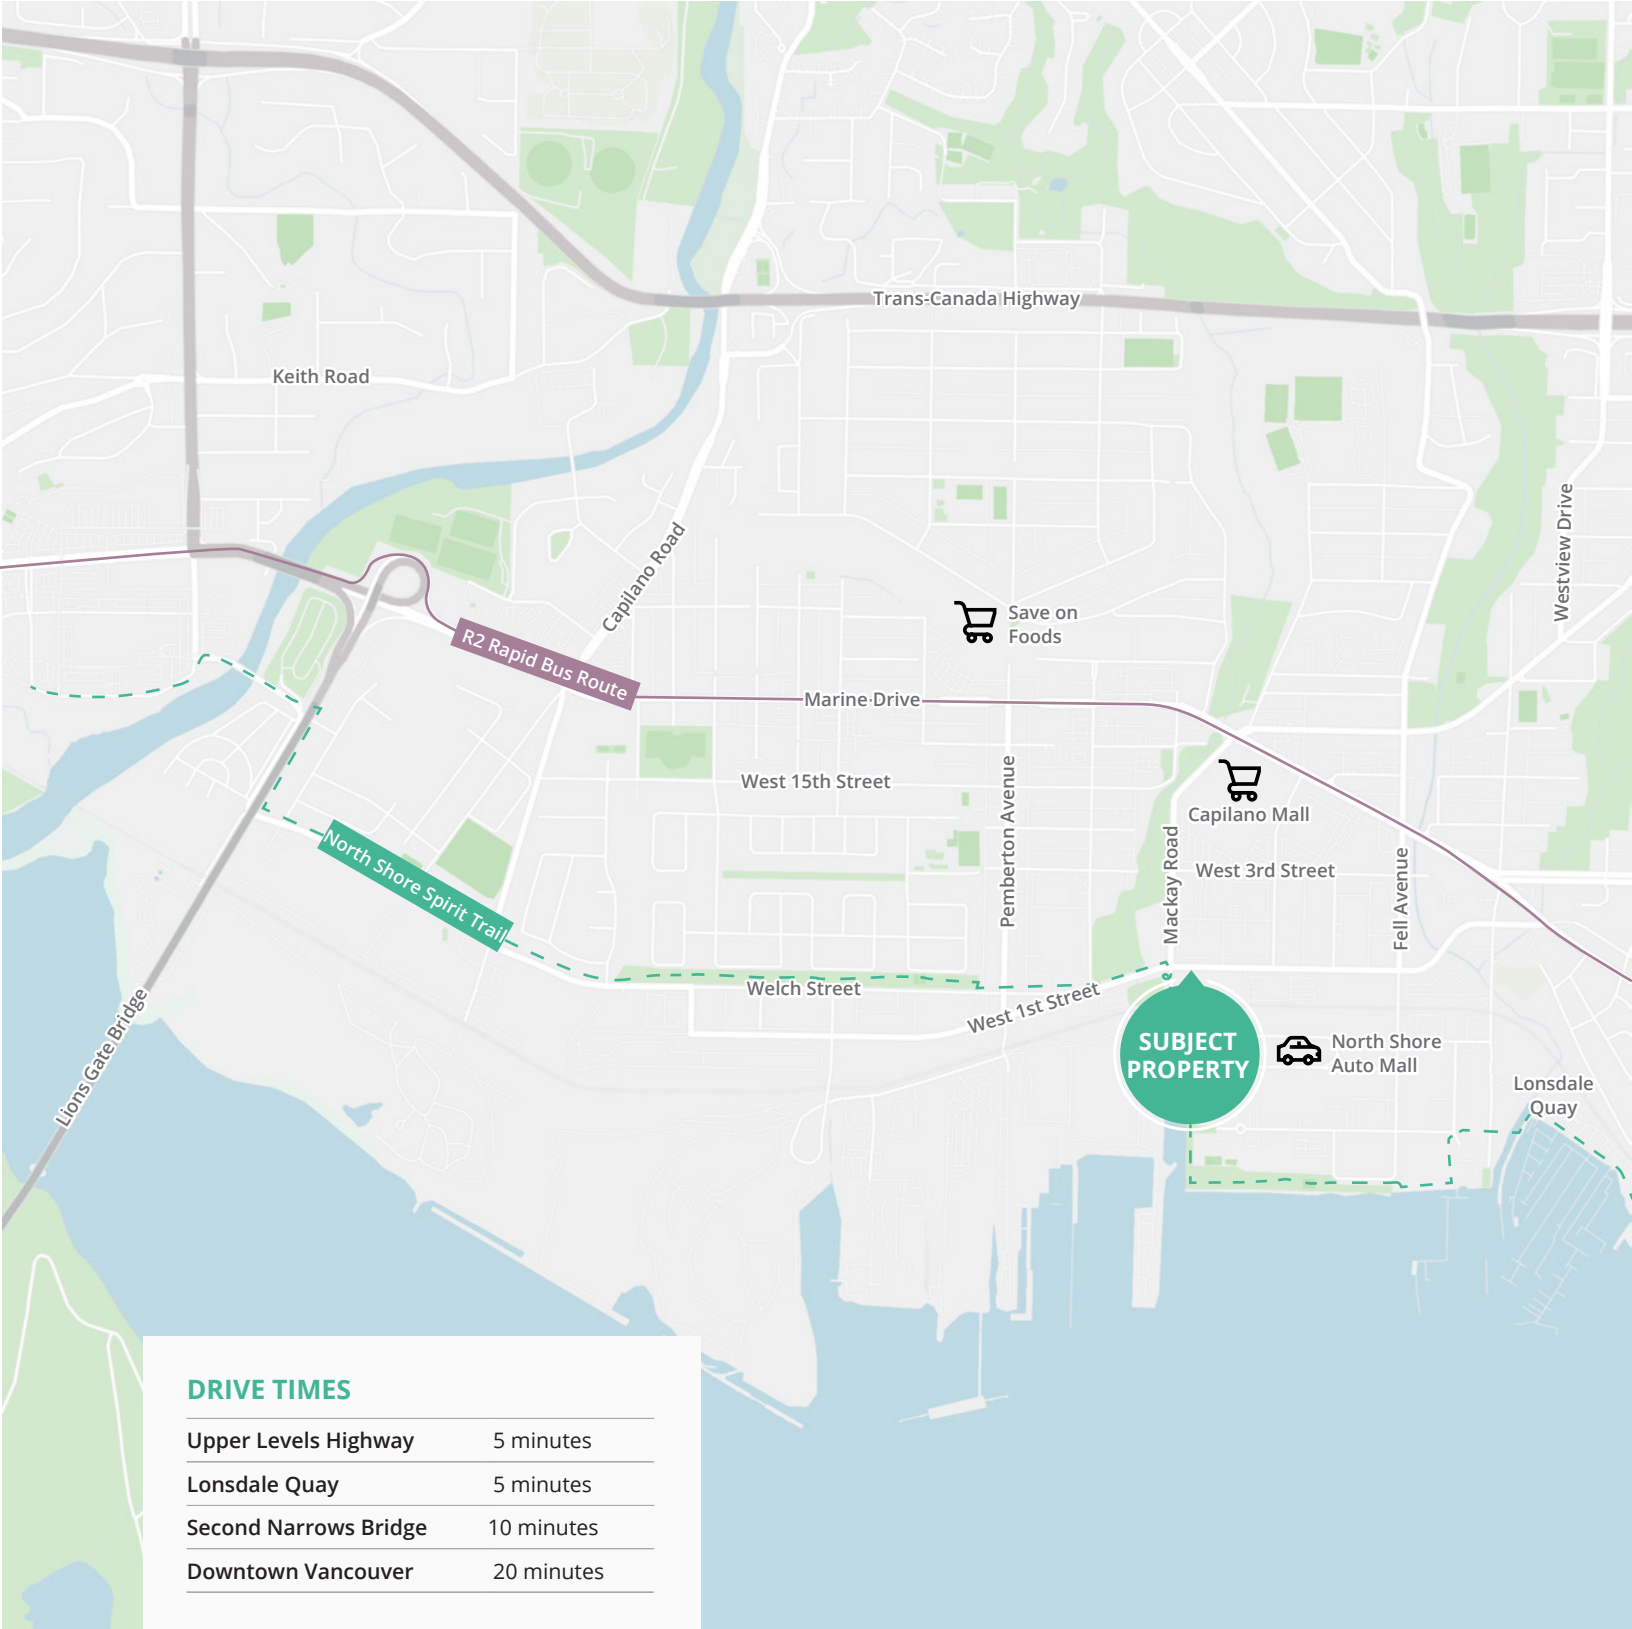 Trans-Canada Highway
Keith Road
Westview Drive
Capilano Road
Save on
Foods
R2 Rapid Bus Route
Marine Drive
West 15th Street
Pemberton Avenue
Capilano Mall
Mackay Road
West 3rd Street
Fell Avenue
North Shore Spirit Trail
Welch Street
West 1st Street
Lions Gate Bridge
SUBJECT
PROPERTY
North Shore
Auto Mall
Lonsdale
Quay
DRIVE TIMES
Upper Levels Highway 5 minutes
Lonsdale Quay 5 minutes
Second Narrows Bridge 10 minutes
Downtown Vancouver 20 minutes